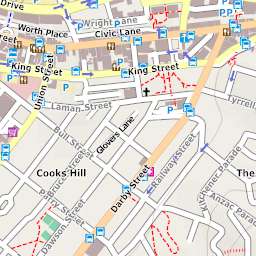 Drive
Wright Lane
Worth Place
Civic Lane
Street
King Street
King Street
Union Street
Laman Street
Tyrrell
Bull Street
Glovers Lane
Cooks Hill
Bruce Street
Parry Street
Dawson Street
Darby Street
Railway Street
Kitchener Parade
Anzac Parade
The